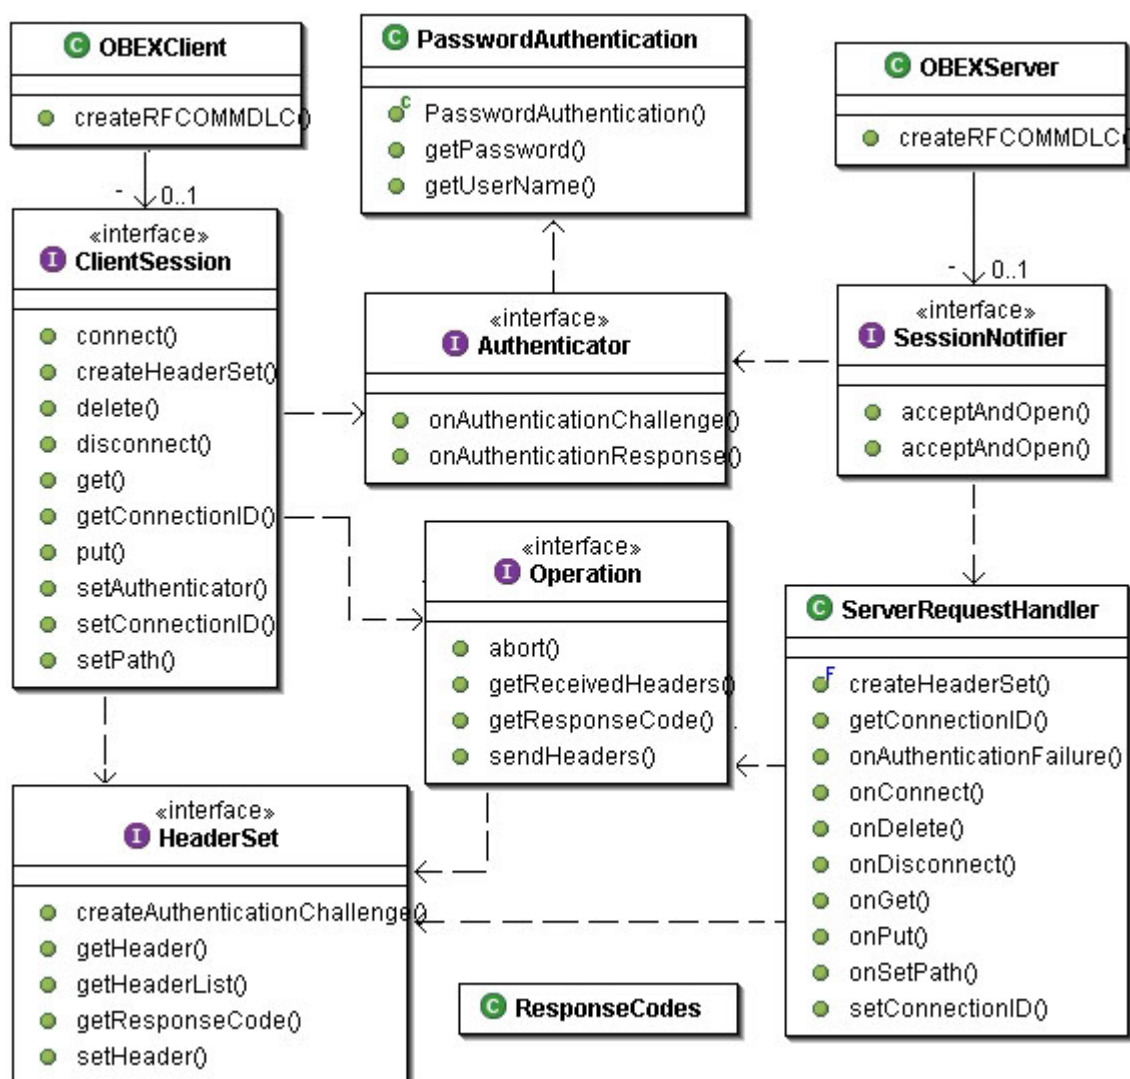 C OBEXClient
createRFCOMMDLC()
C PasswordAuthentication
C PasswordAuthentication()
getPassword()
getUserName()
C OBEXServer
createRFCOMMDLC()
- 0..1
«interface»
I ClientSession
connect()
createHeaderSet()
delete()
disconnect()
get()
getConnectionID()
put()
setAuthenticator()
setConnectionID()
setPath()
«interface»
I Authenticator
onAuthenticationChallenge()
onAuthenticationResponse()
- 0..1
«interface»
I SessionNotifier
acceptAndOpen()
acceptAndOpen()
«interface»
I Operation
abort()
getReceivedHeaders()
getResponseCode()
sendHeaders()
C ServerRequestHandler
F createHeaderSet()
getConnectionID()
onAuthenticationFailure()
onConnect()
onDelete()
onDisconnect()
onGet()
onPut()
onSetPath()
setConnectionID()
«interface»
I HeaderSet
createAuthenticationChallenge()
getHeader()
getHeaderList()
getResponseCode()
setHeader()
C ResponseCodes